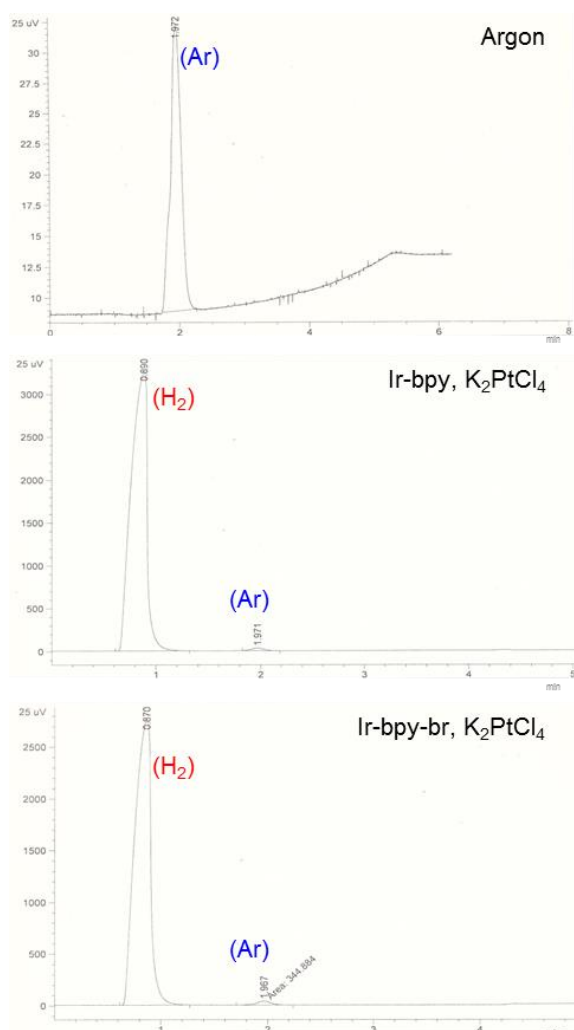 25 uV
1.972
Argon
(Ar)
30
27.5
25
22.5
20
17.5
15
12.5
10
0
2
4
6
8
min
25 uV
0.890
Ir-bpy, K₂PtCl₄
(H₂)
3000
2500
2000
1500
1000
500
0
(Ar)
1.971
1
2
3
4
5
min
25 uV
0.870
Ir-bpy-br, K₂PtCl₄
(H₂)
2500
2000
1500
1000
500
0
(Ar)
1.967
Area: 344.884
1
2
3
4